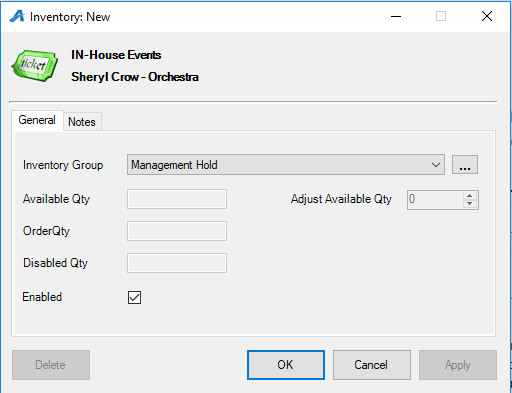 Inventory: New
ticket
IN-House Events
Sheryl Crow - Orchestra
General Notes
Inventory Group Management Hold ...
Available Qty Adjust Available Qty 0
OrderQty
Disabled Qty
Enabled
Delete OK Cancel Apply